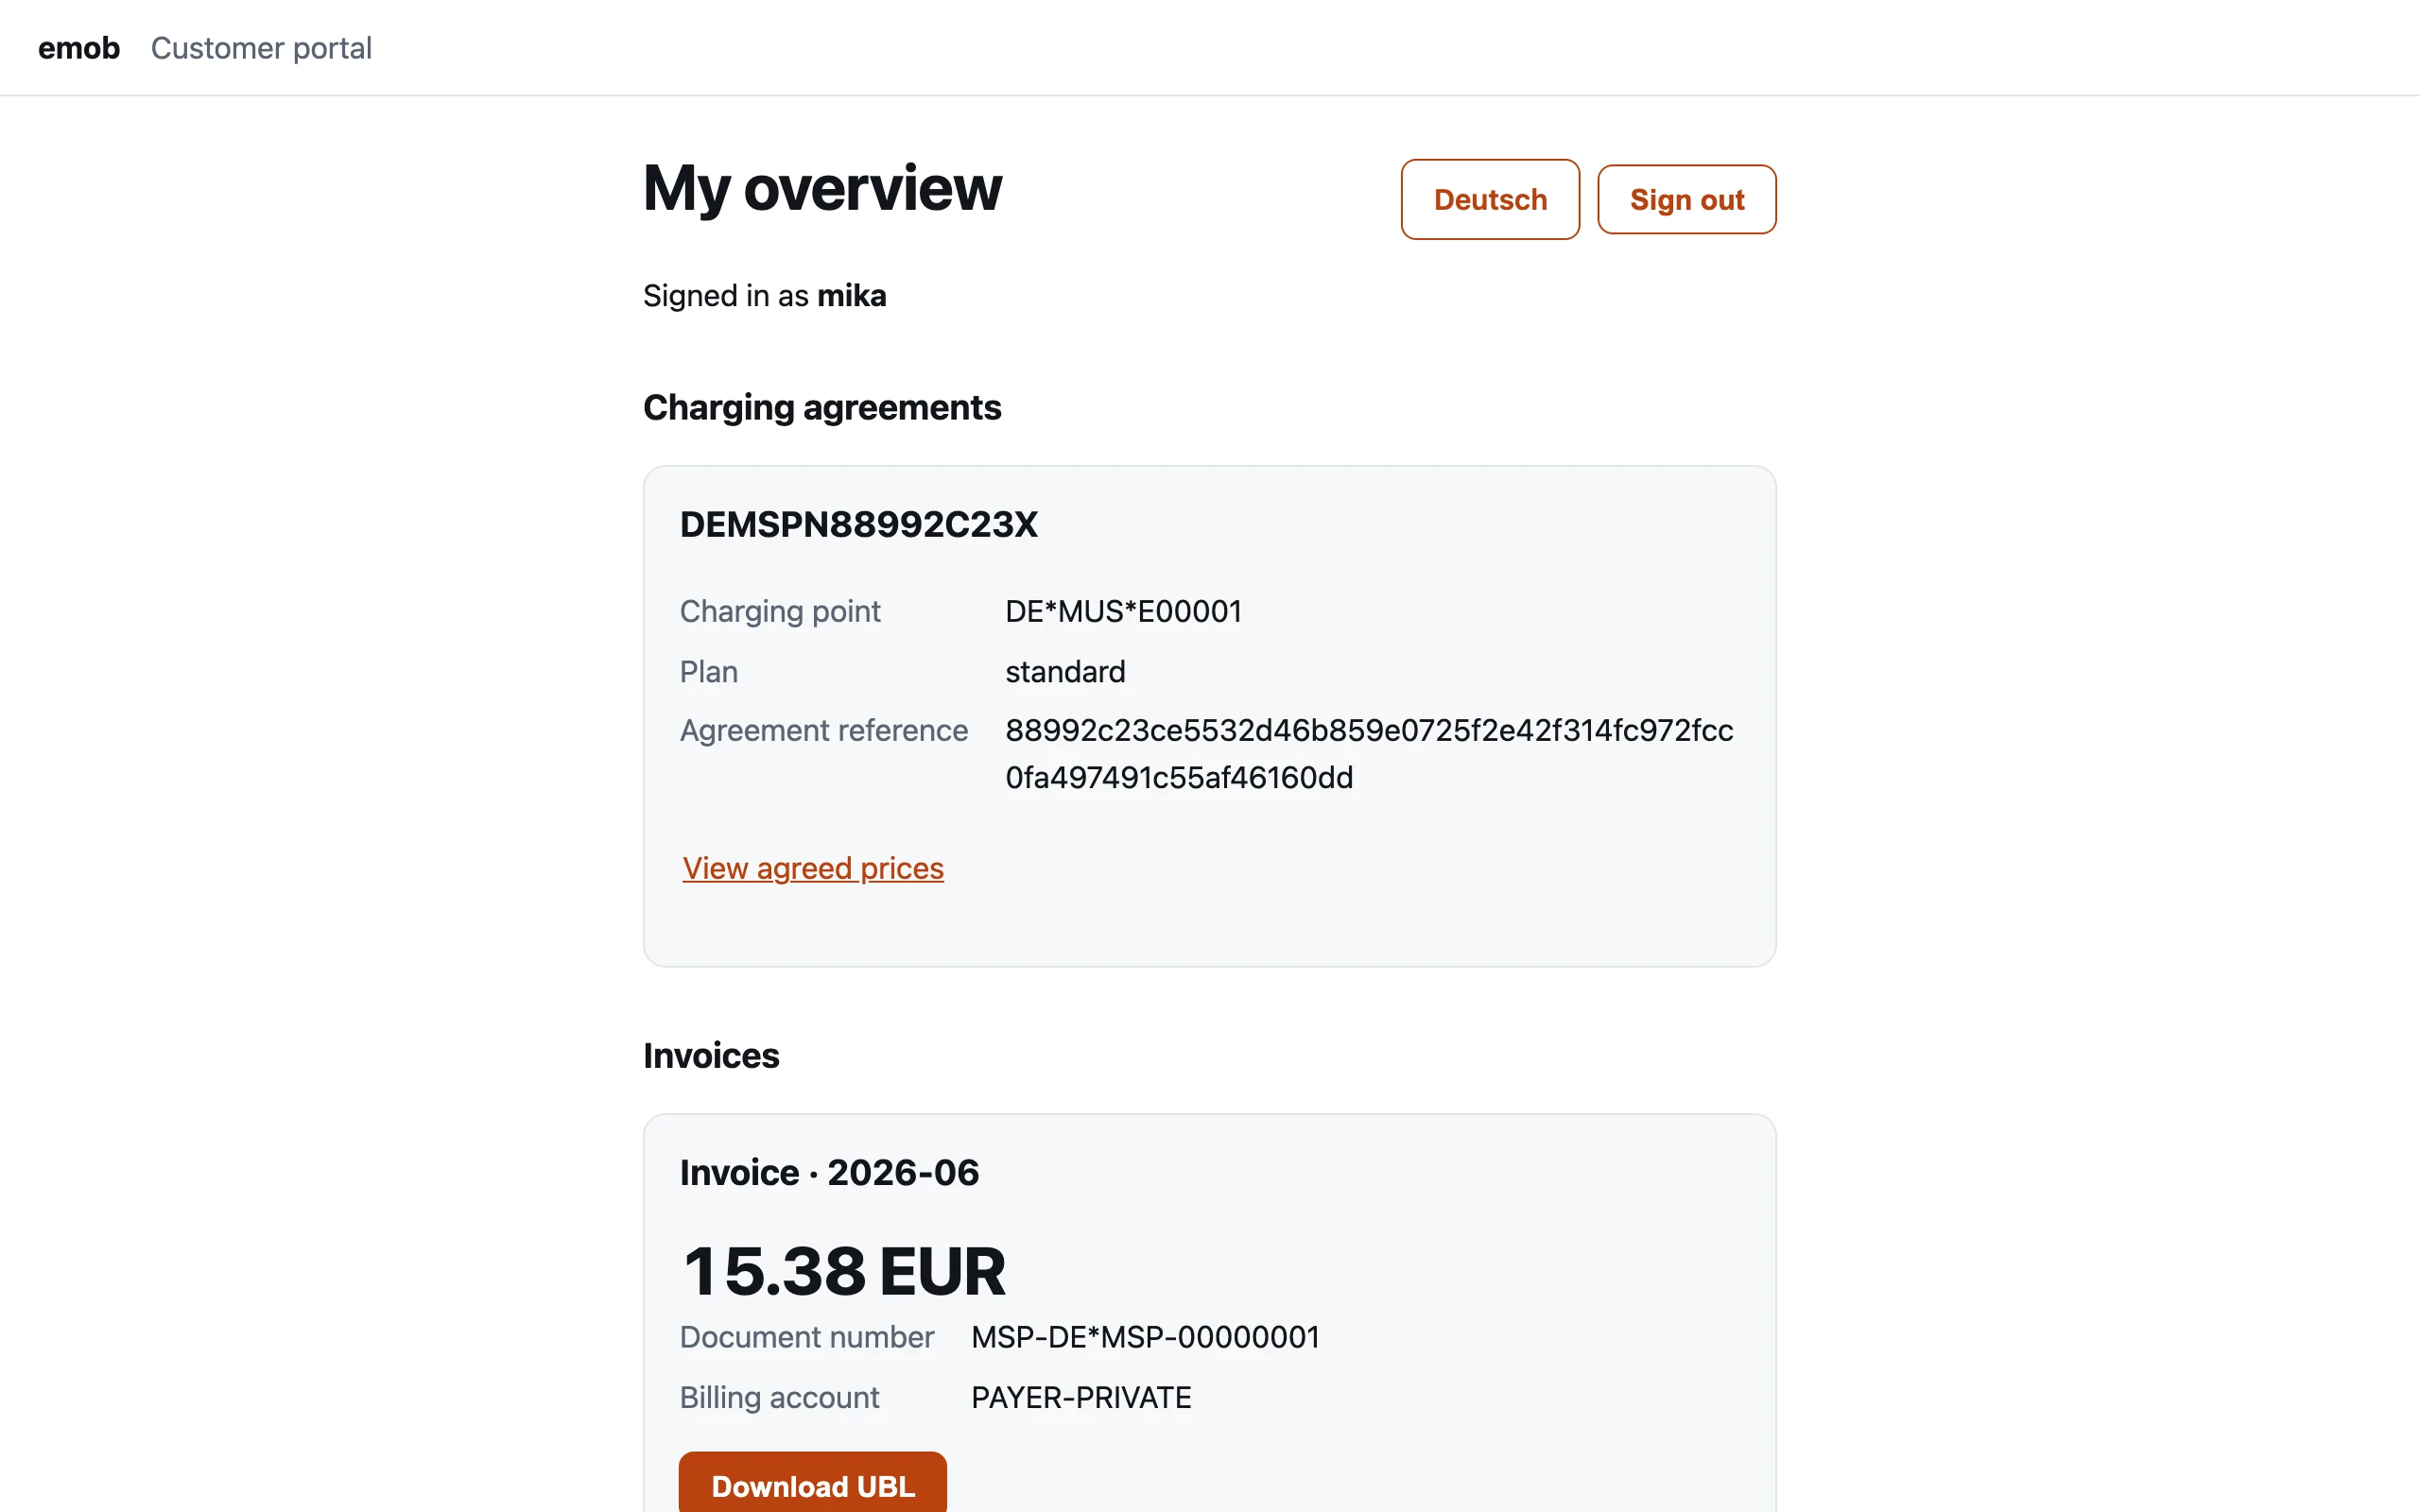 emob Customer portal
My overview
Deutsch
Sign out
Signed in as mika
Charging agreements
DEMSPN88992C23X
Charging point DE*MUS*E00001
Plan standard
Agreement reference 88992c23ce5532d46b859e0725f2e42f314fc972fcc
0fa497491c55af46160dd
View agreed prices
Invoices
Invoice · 2026-06
15.38 EUR
Document number MSP-DE*MSP-00000001
Billing account PAYER-PRIVATE
Download UBL